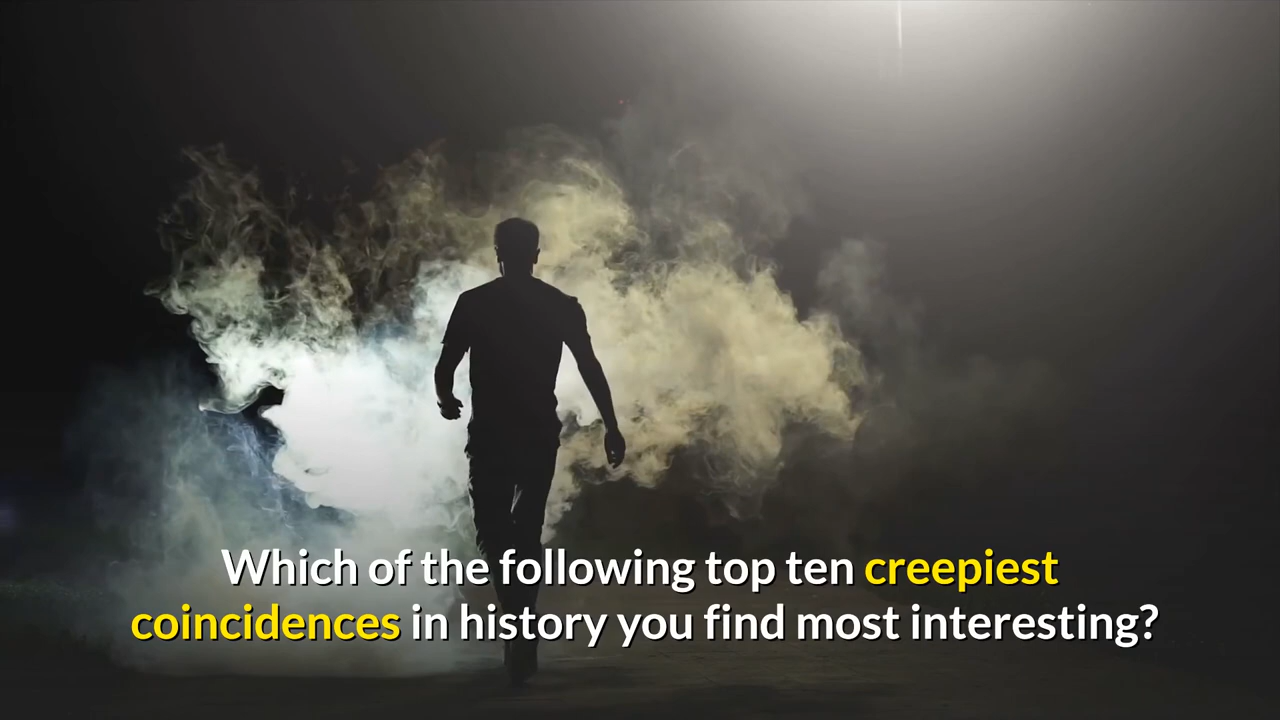 Which of the following top ten creepiest
coincidences in history you find most interesting?